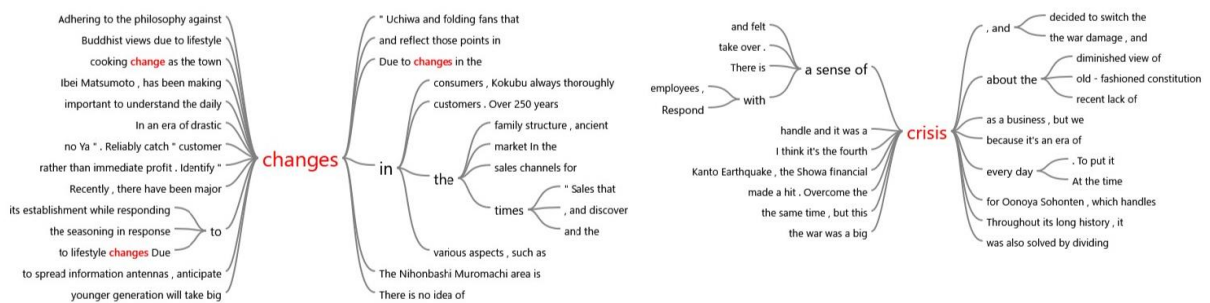 Adhering to the philosophy against
Buddhist views due to lifestyle
cooking change as the town
Ibei Matsumoto , has been making
important to understand the daily
In an era of drastic
no Ya " . Reliably catch " customer
rather than immediate profit . Identify "
Recently , there have been major
its establishment while responding
the seasoning in response
to lifestyle changes Due
to
to spread information antennas , anticipate
younger generation will take big
changes
" Uchiwa and folding fans that
and reflect those points in
Due to changes in the
in
consumers , Kokubu always thoroughly
customers . Over 250 years
the
family structure , ancient
market In the
sales channels for
times
" Sales that
, and discover
and the
various aspects , such as
The Nihonbashi Muromachi area is
There is no idea of
and felt
take over .
There is
employees ,
Respond
with
a sense of
handle and it was a
I think it's the fourth
Kanto Earthquake , the Showa financial
made a hit . Overcome the
the same time , but this
the war was a big
crisis
, and
decided to switch the
the war damage , and
about the
diminished view of
old - fashioned constitution
recent lack of
as a business , but we
because it's an era of
every day
. To put it
At the time
for Oonoya Sohonten , which handles
Throughout its long history , it
was also solved by dividing